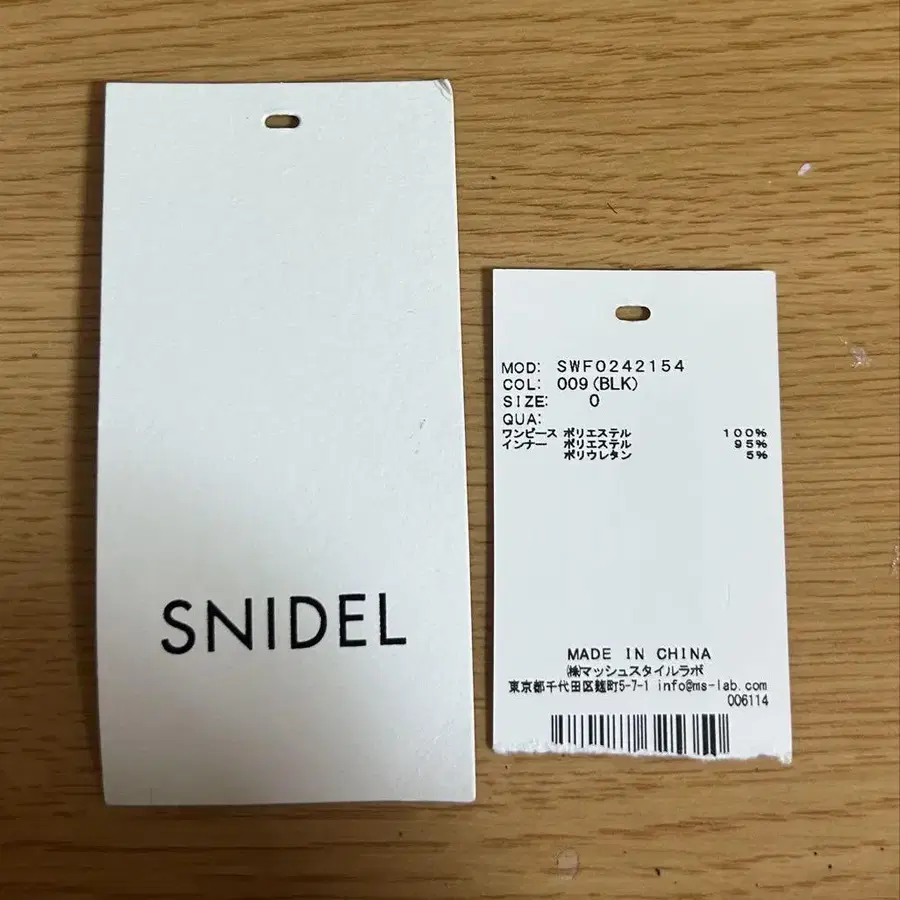 SNIDEL
MOD: SWF0242154
COL: 009(BLK)
SIZE: 0
QUA:
ワンピース ポリエステル 100%
インナー ポリエステル 95%
ポリウレタン 5%
MADE IN CHINA
㈱マッシュスタイルラボ
東京都千代田区麹町5-7-1 info@ms-lab.com
006114